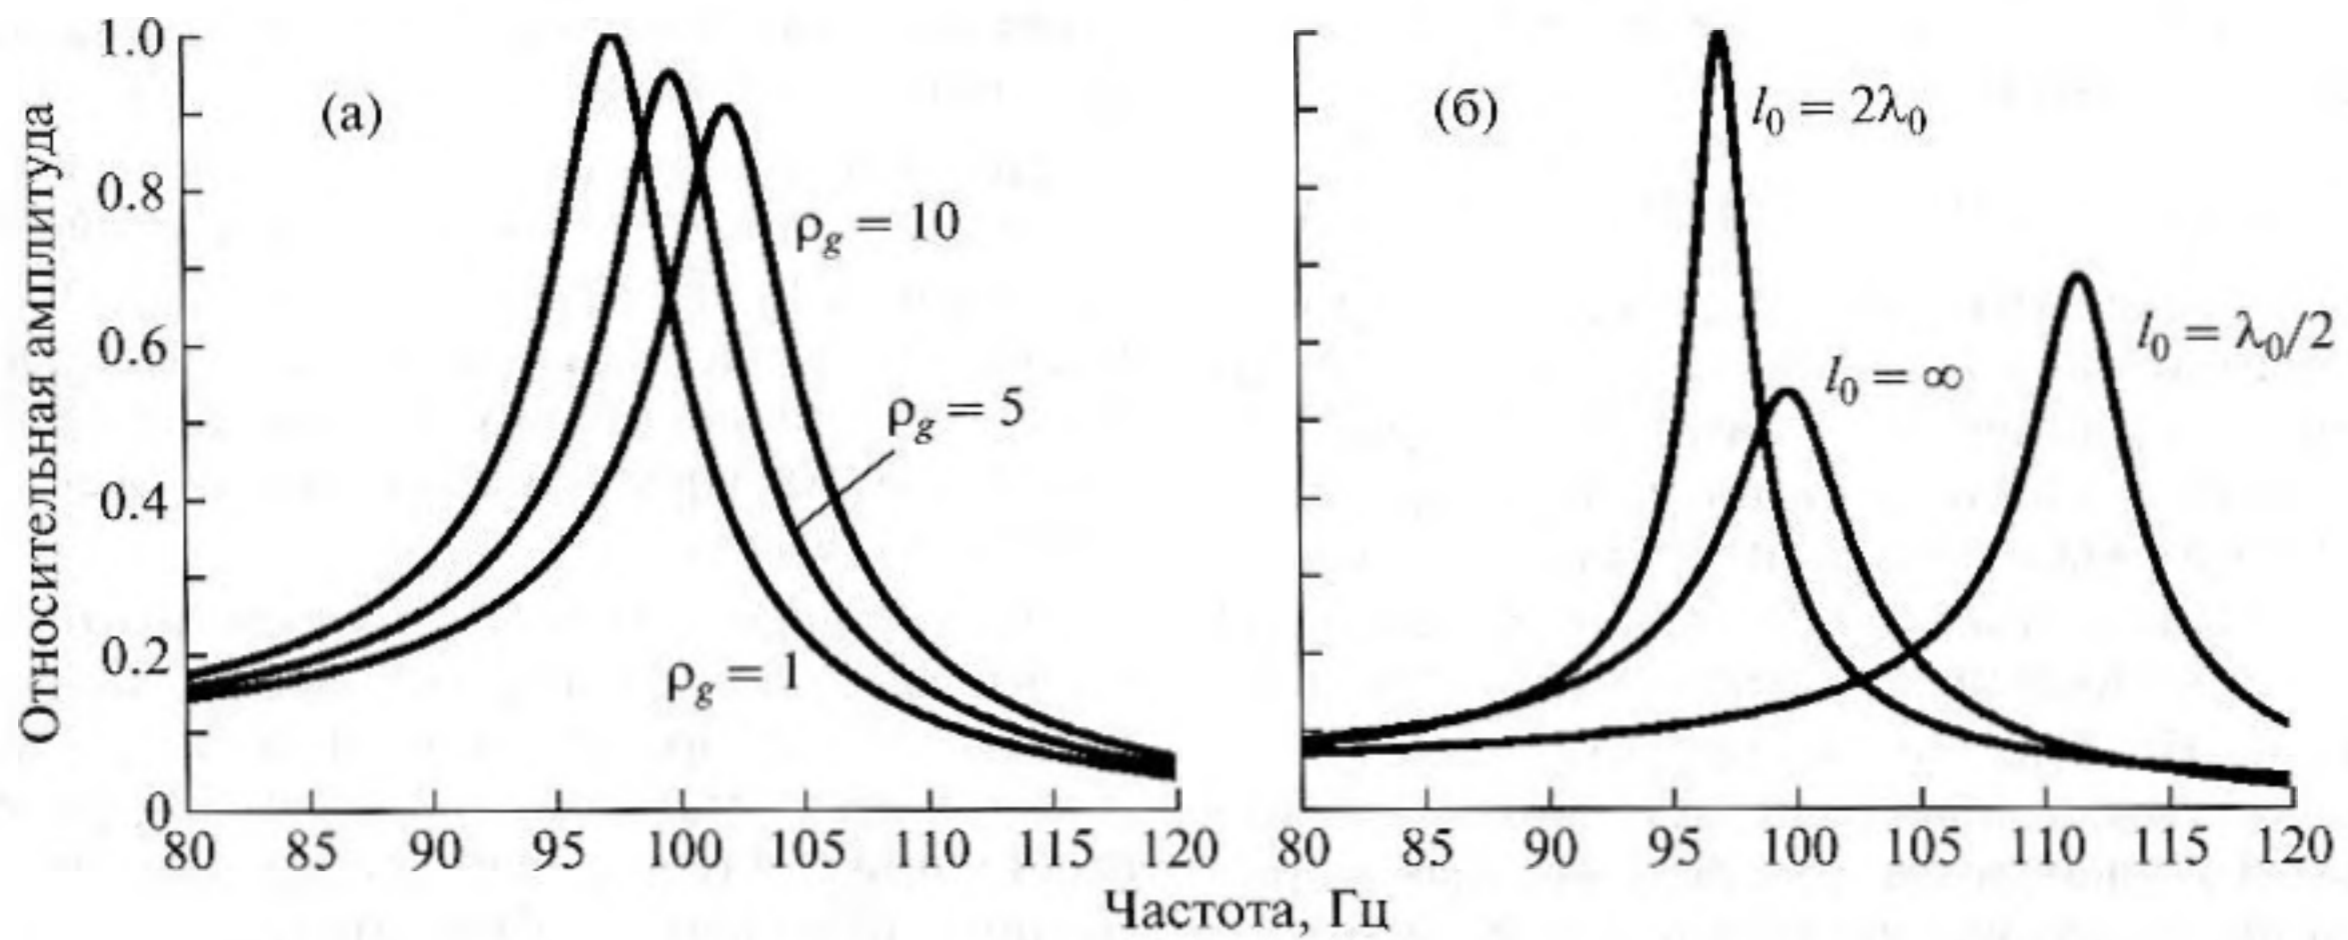 Относительная амплитуда
1.0
0.8
0.6
0.4
0.2
0
(а)
ρg = 10
ρg = 5
ρg = 1
80 85 90 95 100 105 110 115 120
(б)
l0 = 2λ0
l0 = ∞
l0 = λ0/2
80 85 90 95 100 105 110 115 120
Частота, Гц